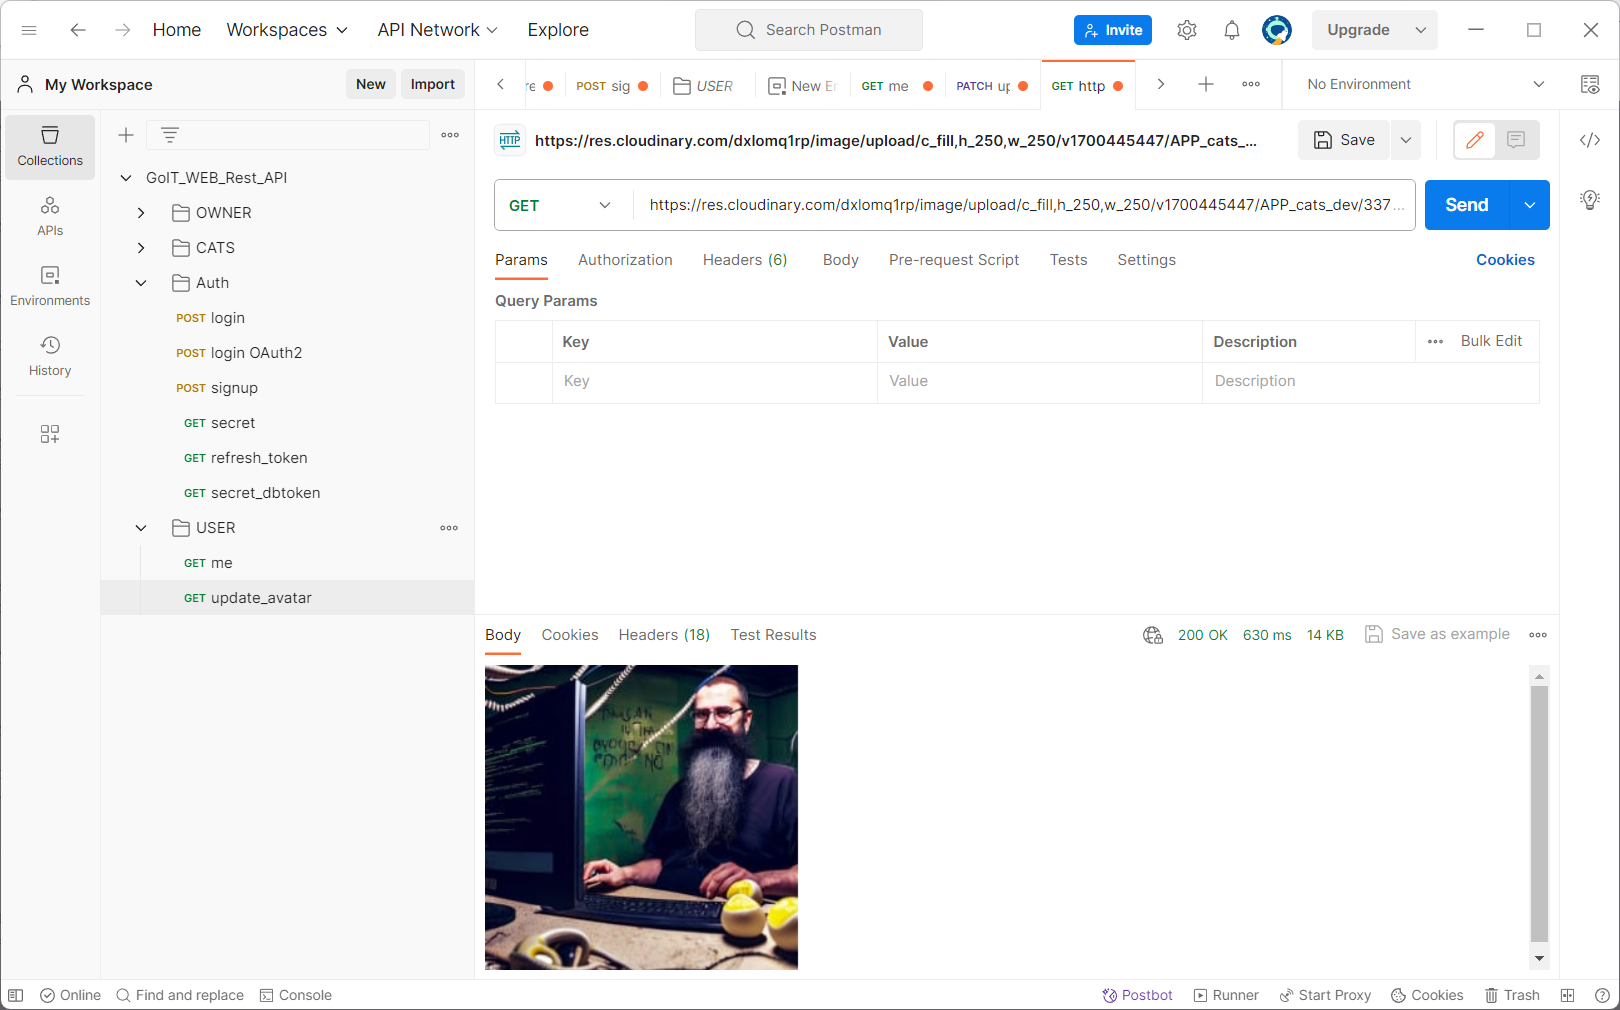 Home Workspaces API Network Explore Search Postman Invite Upgrade
My Workspace New Import
re POST sig USER New En GET me PATCH up GET http No Environment
Collections
APIs
Environments
History
GoIT_WEB_Rest_API
OWNER
CATS
Auth
POST login
POST login OAuth2
POST signup
GET secret
GET refresh_token
GET secret_dbtoken
USER
GET me
GET update_avatar
HTTP https://res.cloudinary.com/dxlomq1rp/image/upload/c_fill,h_250,w_250/v1700445447/APP_cats_... Save
GET https://res.cloudinary.com/dxlomq1rp/image/upload/c_fill,h_250,w_250/v1700445447/APP_cats_dev/337... Send
Params Authorization Headers (6) Body Pre-request Script Tests Settings Cookies
Query Params
Key Value Description Bulk Edit
Key Value Description
Body Cookies Headers (18) Test Results 200 OK 630 ms 14 KB Save as example
Online Find and replace Console Postbot Runner Start Proxy Cookies Trash